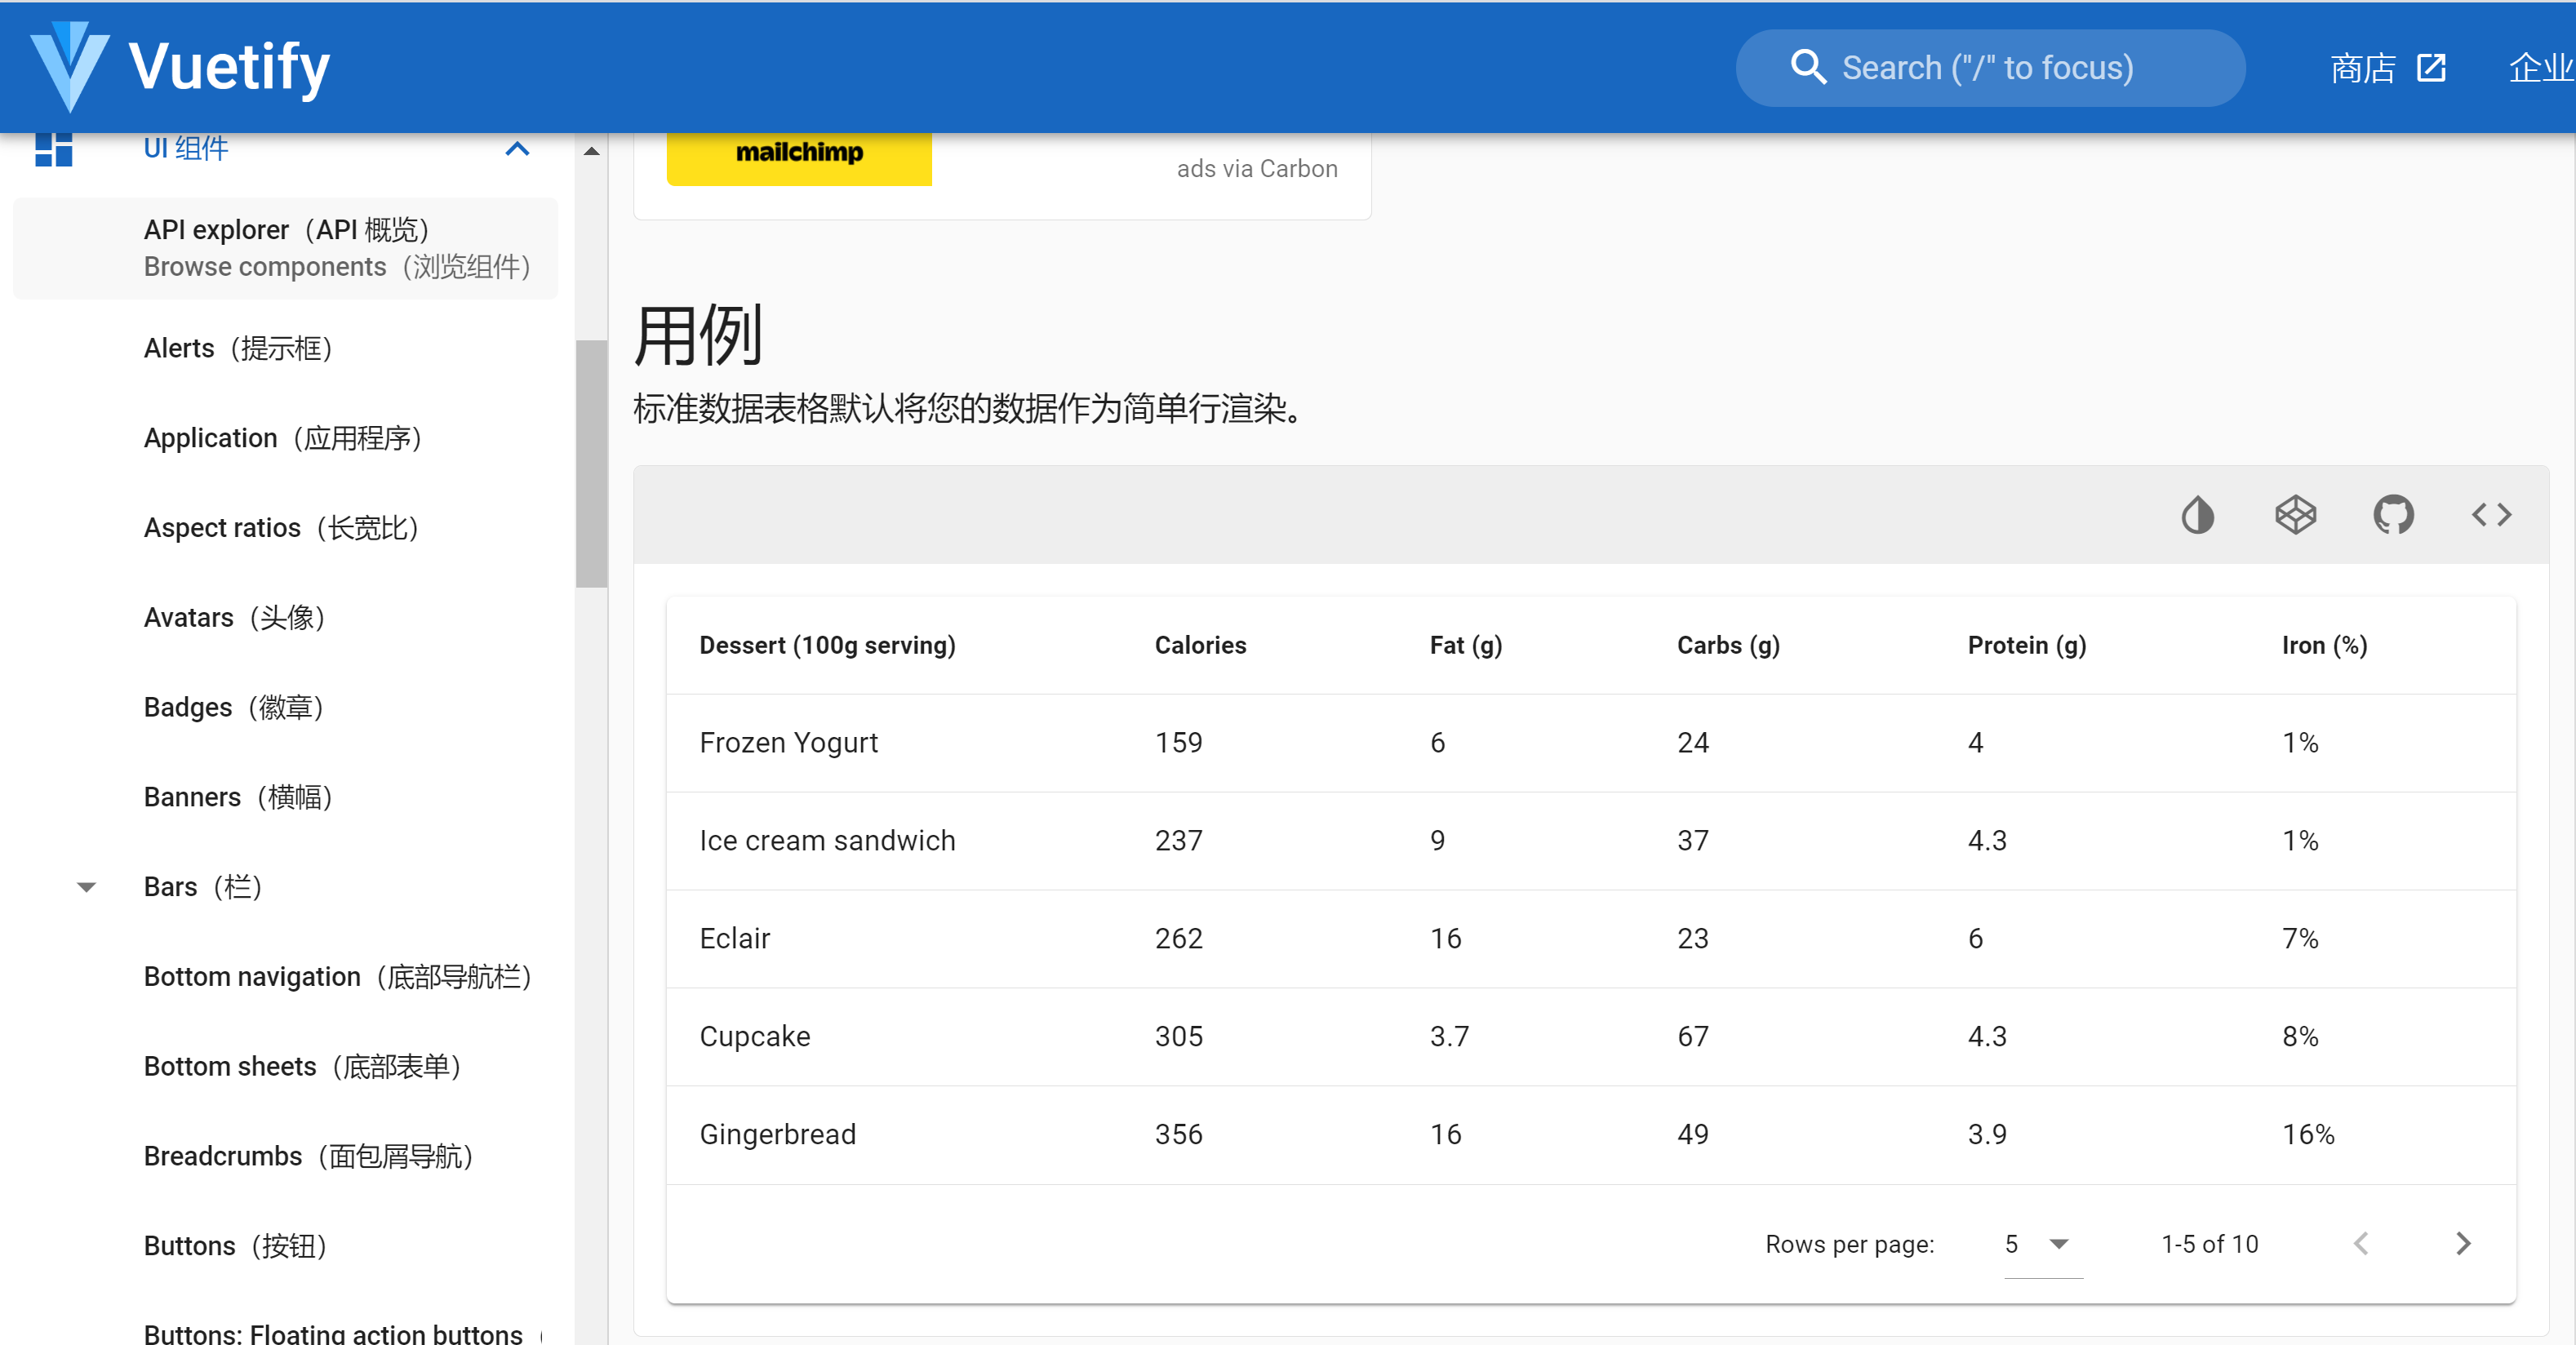 Vuetify
Search ("/" to focus)
商店
企业
UI 组件
API explorer（API 概览）
Browse components（浏览组件）
Alerts（提示框）
Application（应用程序）
Aspect ratios（长宽比）
Avatars（头像）
Badges（徽章）
Banners（横幅）
Bars（栏）
Bottom navigation（底部导航栏）
Bottom sheets（底部表单）
Breadcrumbs（面包屑导航）
Buttons（按钮）
Buttons: Floating action buttons（
mailchimp
ads via Carbon
用例
标准数据表格默认将您的数据作为简单行渲染。
Dessert (100g serving) Calories Fat (g) Carbs (g) Protein (g) Iron (%)
Frozen Yogurt 159 6 24 4 1%
Ice cream sandwich 237 9 37 4.3 1%
Eclair 262 16 23 6 7%
Cupcake 305 3.7 67 4.3 8%
Gingerbread 356 16 49 3.9 16%
Rows per page: 5 1-5 of 10